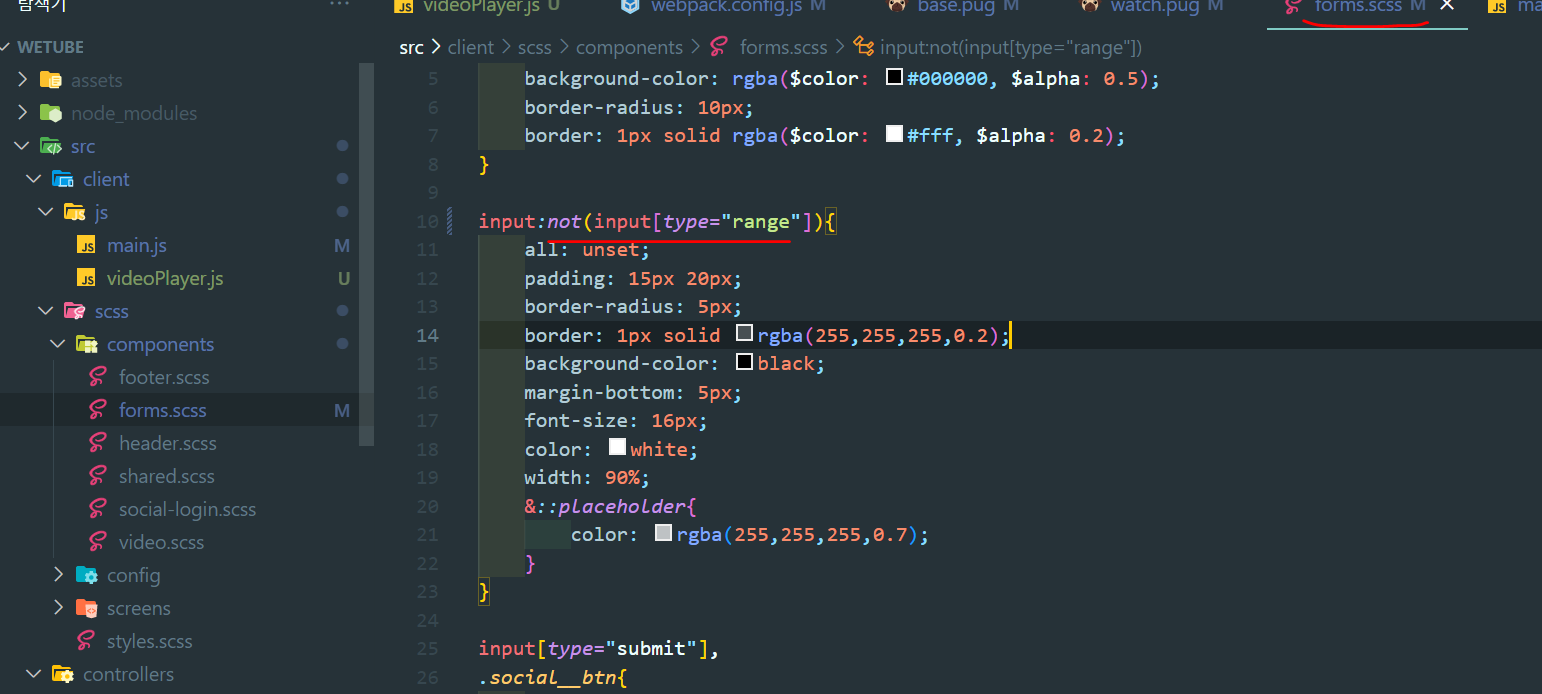 탐색기 ···
videoPlayer.js U
webpack.config.js M
base.pug M
watch.pug M
forms.scss M
WETUBE
src > client > scss > components > forms.scss > input:not(input[type="range"])
assets
node_modules
src
client
js
main.js M
videoPlayer.js U
scss
components
footer.scss
forms.scss M
header.scss
shared.scss
social-login.scss
video.scss
config
screens
styles.scss
controllers
5 background-color: rgba($color: #000000, $alpha: 0.5);
6 border-radius: 10px;
7 border: 1px solid rgba($color: #fff, $alpha: 0.2);
8 }
9
10 input:not(input[type="range"]){
11 all: unset;
12 padding: 15px 20px;
13 border-radius: 5px;
14 border: 1px solid rgba(255,255,255,0.2);
15 background-color: black;
16 margin-bottom: 5px;
17 font-size: 16px;
18 color: white;
19 width: 90%;
20 &::placeholder{
21 color: rgba(255,255,255,0.7);
22 }
23 }
24
25 input[type="submit"],
26 .social__btn{